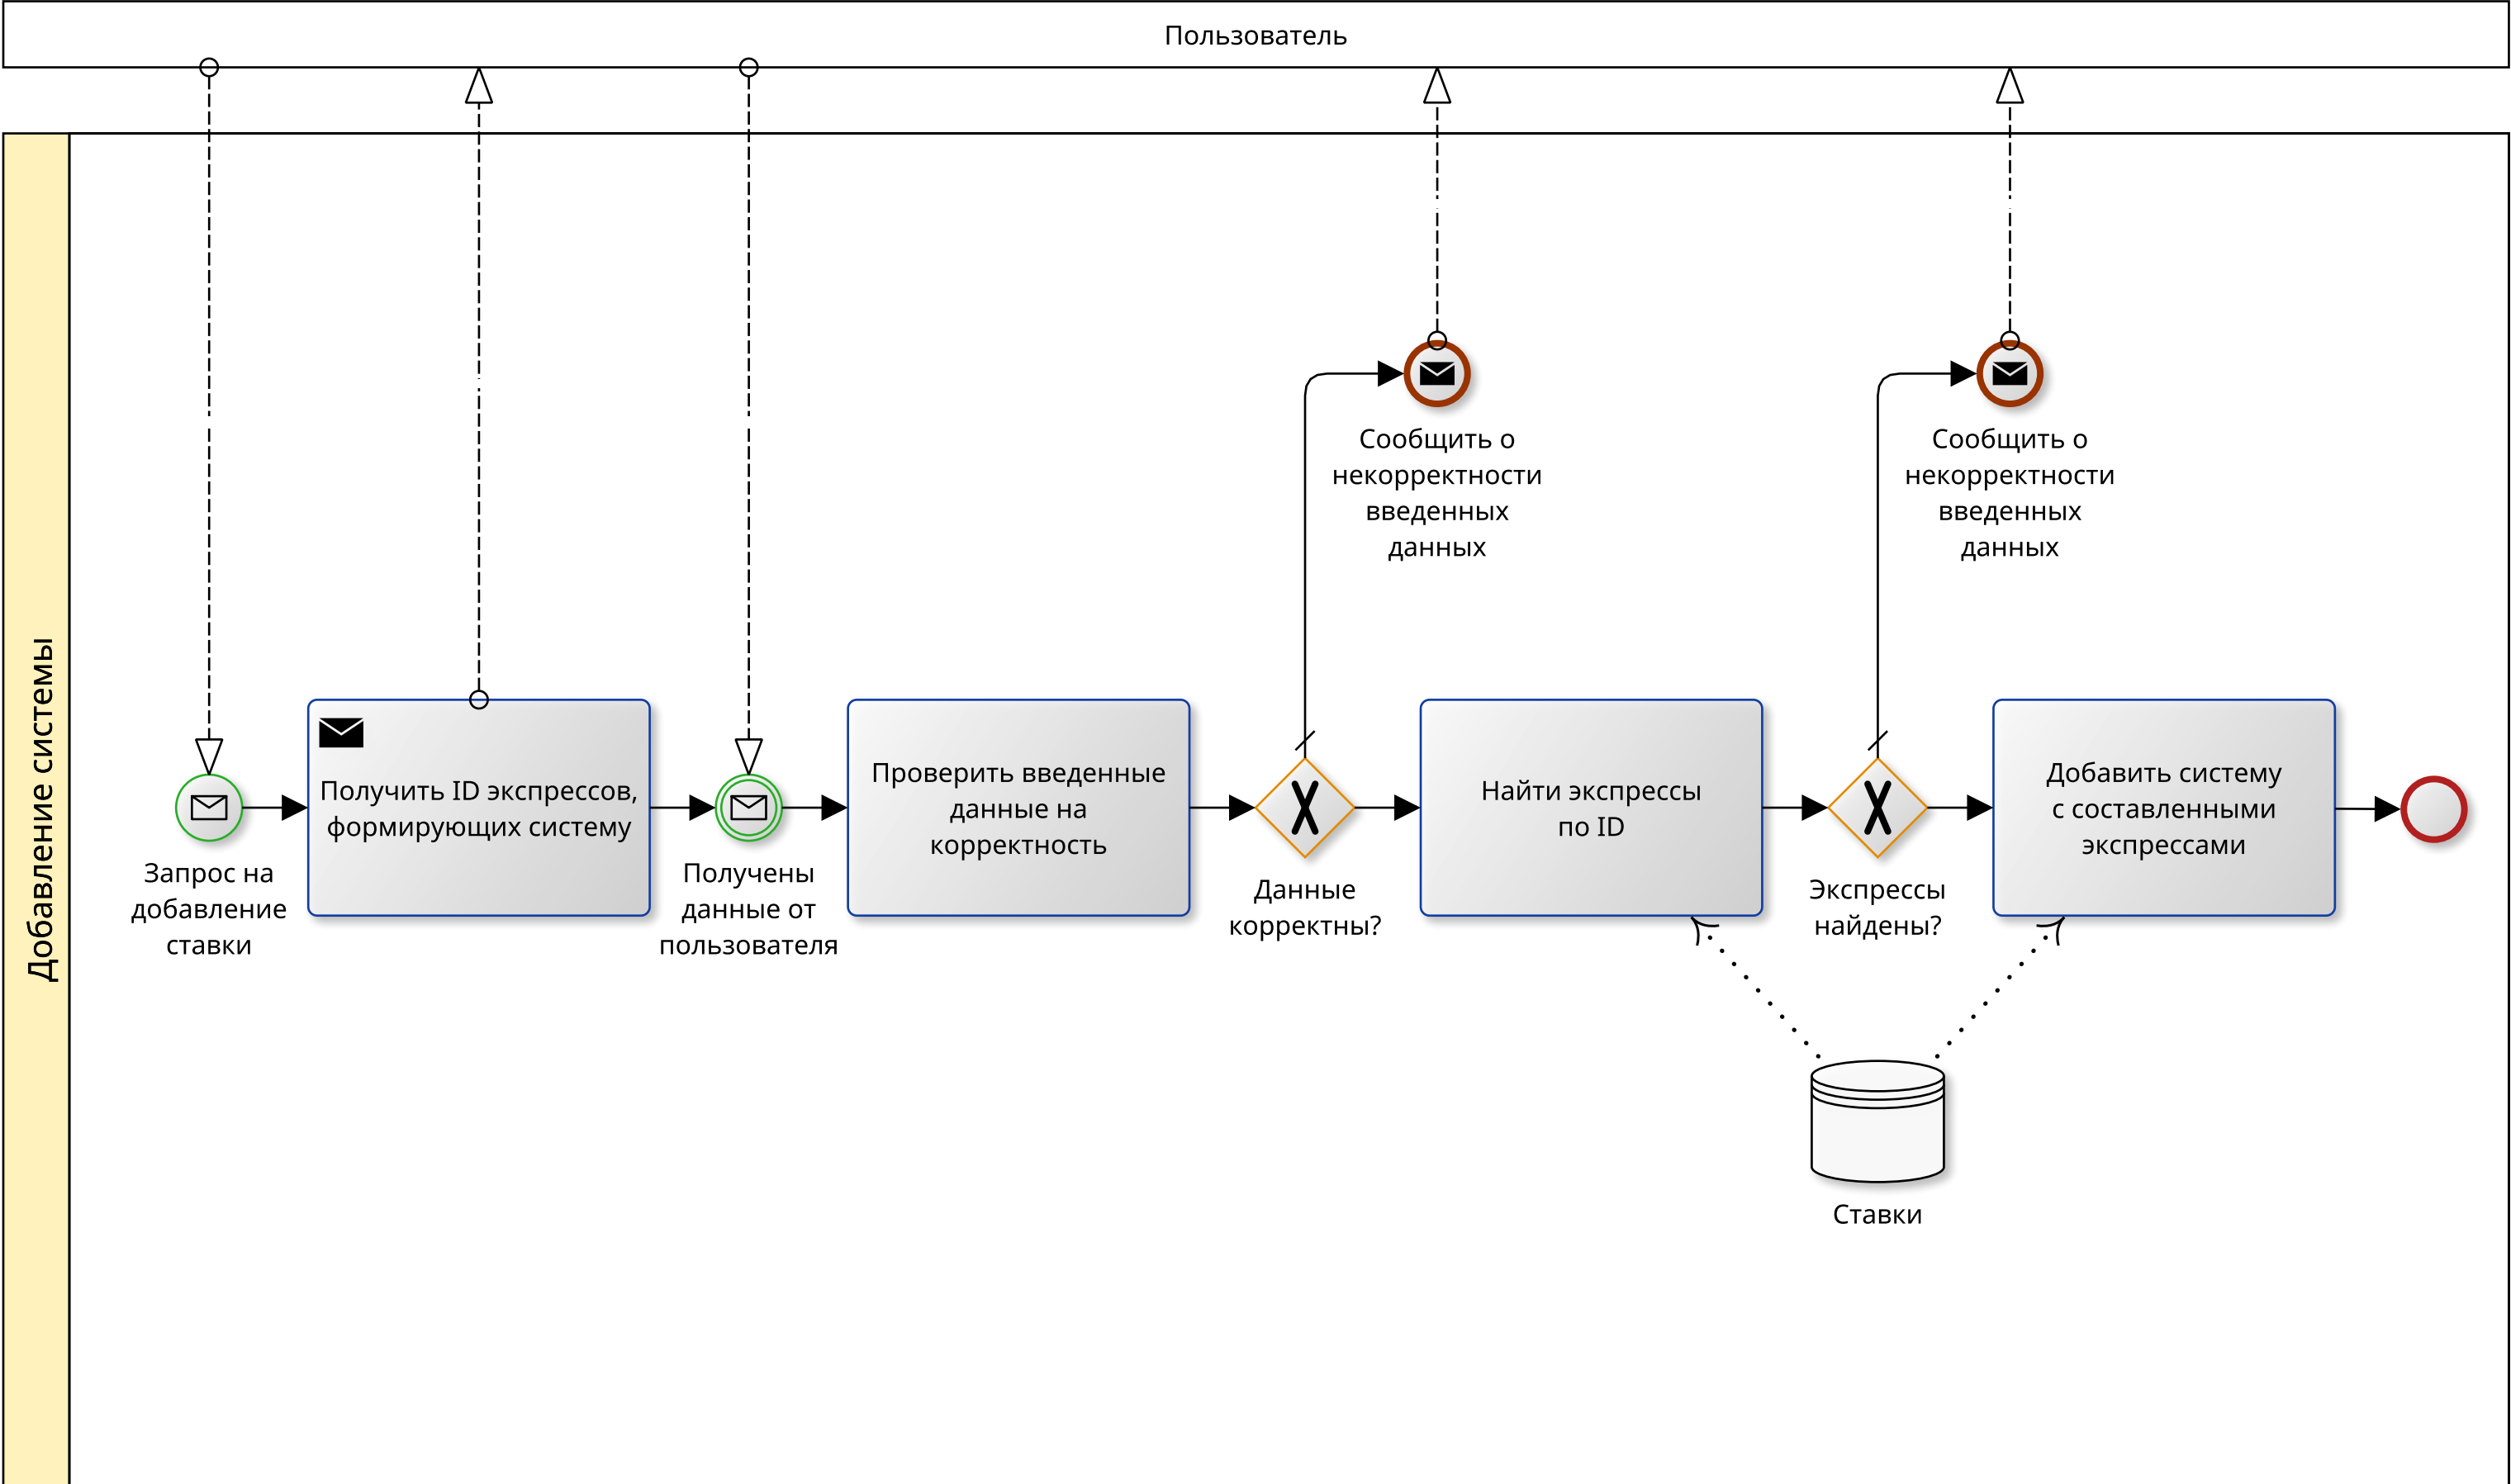 Пользователь
Добавление системы
Запрос на
добавление
ставки
Получить ID экспрессов,
формирующих систему
Получены
данные от
пользователя
Проверить введенные
данные на
корректность
Данные
корректны?
Сообщить о
некорректности
введенных
данных
Найти экспрессы
по ID
Экспрессы
найдены?
Сообщить о
некорректности
введенных
данных
Добавить систему
с составленными
экспрессами
Ставки